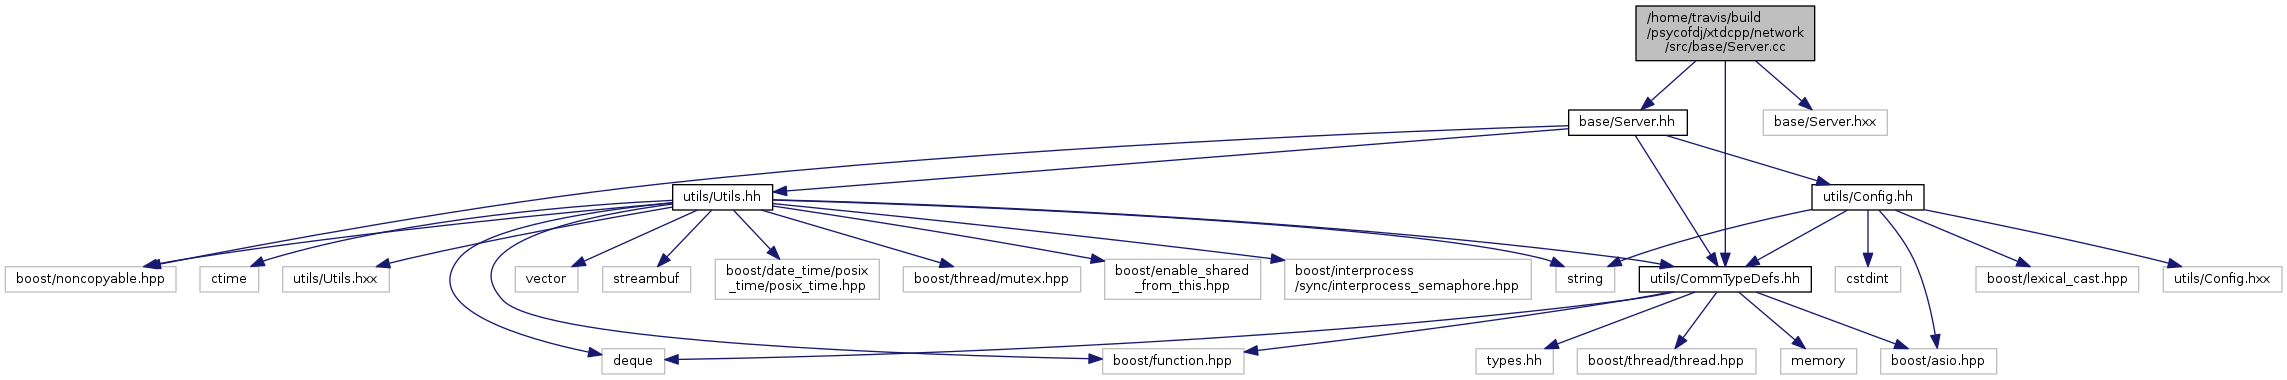 /home/travis/build
/psycofdj/xtdcpp/network
/src/base/Server.cc
base/Server.hh
base/Server.hxx
utils/Utils.hh
utils/Config.hh
boost/noncopyable.hpp
ctime
utils/Utils.hxx
vector
streambuf
boost/date_time/posix
_time/posix_time.hpp
boost/thread/mutex.hpp
boost/enable_shared
_from_this.hpp
boost/interprocess
/sync/interprocess_semaphore.hpp
string
utils/CommTypeDefs.hh
cstdint
boost/lexical_cast.hpp
utils/Config.hxx
deque
boost/function.hpp
types.hh
boost/thread/thread.hpp
memory
boost/asio.hpp